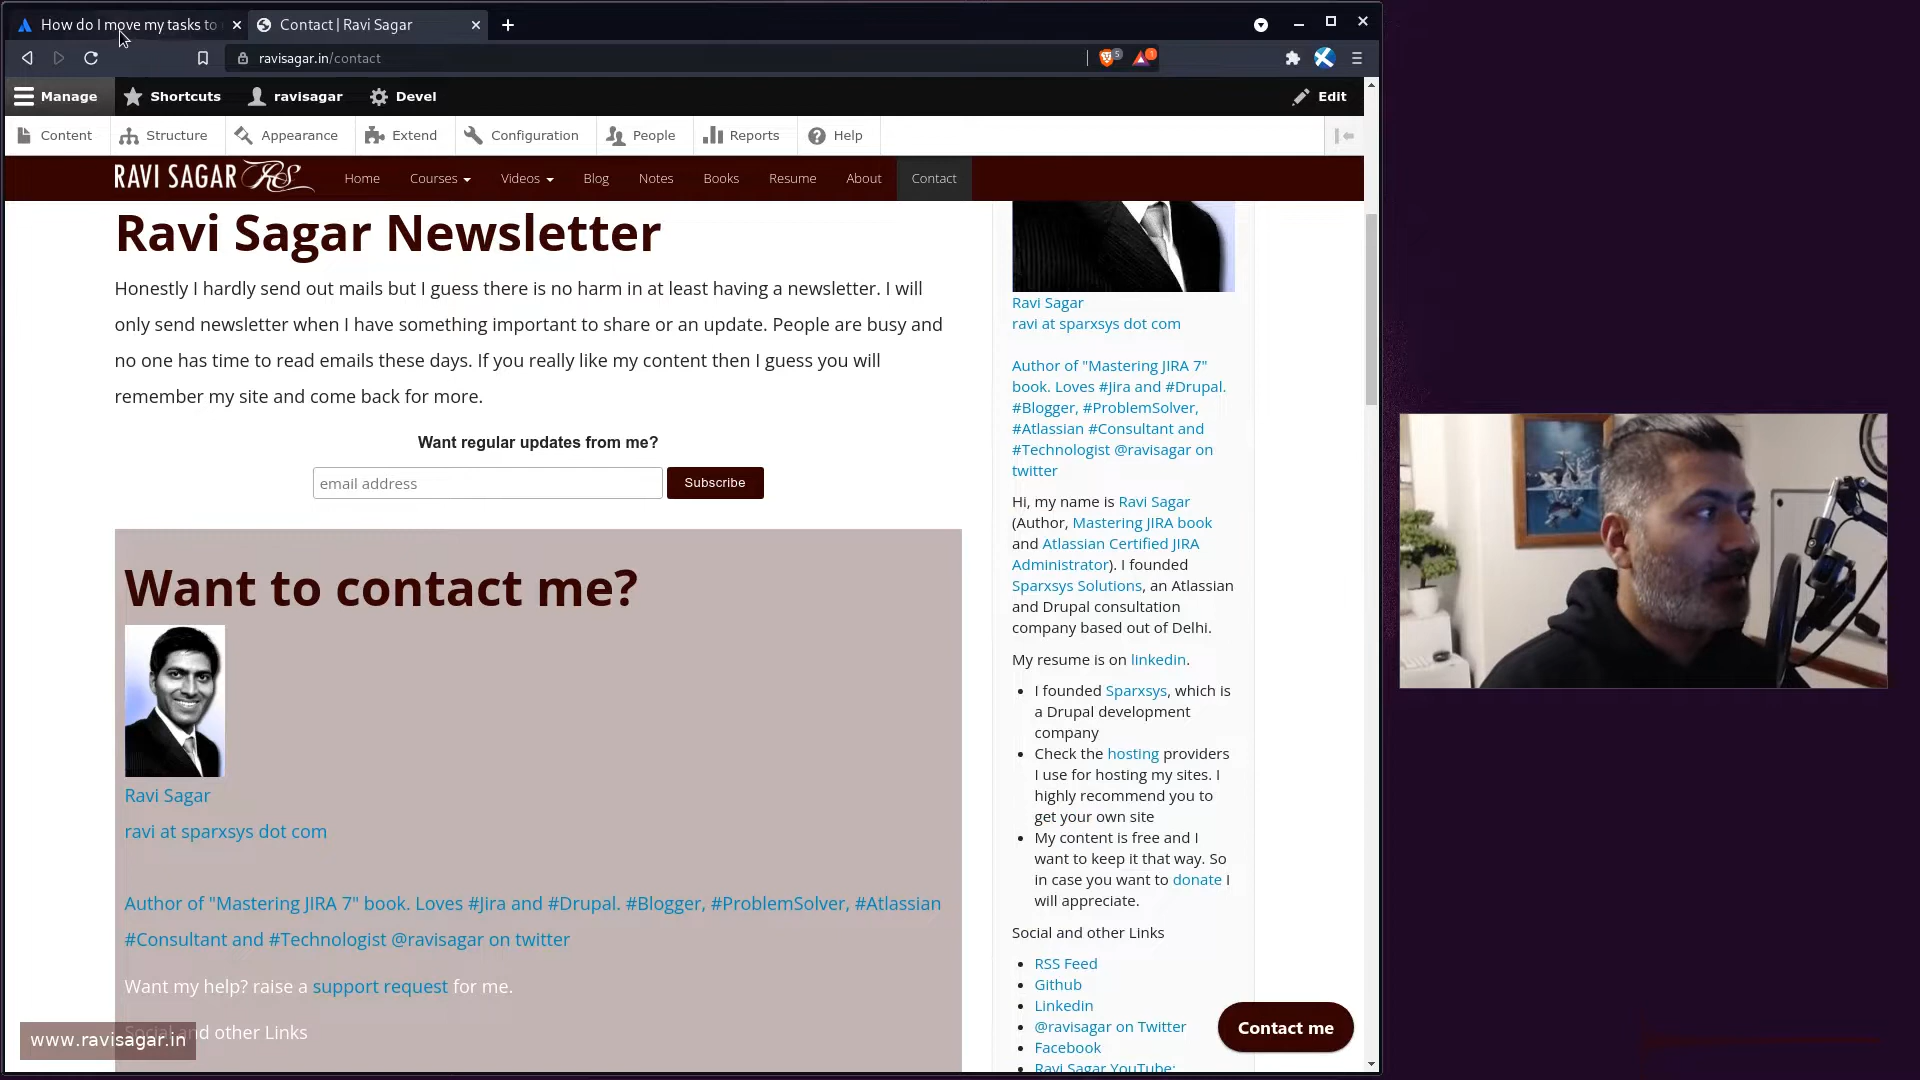 How do I move my tasks to
Contact | Ravi Sagar
ravisagar.in/contact
5
1
Manage
Shortcuts
ravisagar
Devel
Edit
Content
Structure
Appearance
Extend
Configuration
People
Reports
Help
RAVI SAGAR RS
Home
Courses
Videos
Blog
Notes
Books
Resume
About
Contact
Ravi Sagar Newsletter
Honestly I hardly send out mails but I guess there is no harm in at least having a newsletter. I will
only send newsletter when I have something important to share or an update. People are busy and
no one has time to read emails these days. If you really like my content then I guess you will
remember my site and come back for more.
Want regular updates from me?
email address
Subscribe
Want to contact me?
Ravi Sagar
ravi at sparxsys dot com
Author of "Mastering JIRA 7" book. Loves #Jira and #Drupal. #Blogger, #ProblemSolver, #Atlassian
#Consultant and #Technologist @ravisagar on twitter
Want my help? raise a support request for me.
Social and other Links
www.ravisagar.in
Ravi Sagar
ravi at sparxsys dot com
Author of "Mastering JIRA 7"
book. Loves #Jira and #Drupal.
#Blogger, #ProblemSolver,
#Atlassian #Consultant and
#Technologist @ravisagar on
twitter
Hi, my name is Ravi Sagar
(Author, Mastering JIRA book
and Atlassian Certified JIRA
Administrator). I founded
Sparxsys Solutions, an Atlassian
and Drupal consultation
company based out of Delhi.
My resume is on linkedin.
• I founded Sparxsys, which is
a Drupal development
company
• Check the hosting providers
I use for hosting my sites. I
highly recommend you to
get your own site
• My content is free and I
want to keep it that way. So
in case you want to donate I
will appreciate.
Social and other Links
• RSS Feed
• Github
• Linkedin
• @ravisagar on Twitter
• Facebook
• Ravi Sagar YouTube:
Contact me